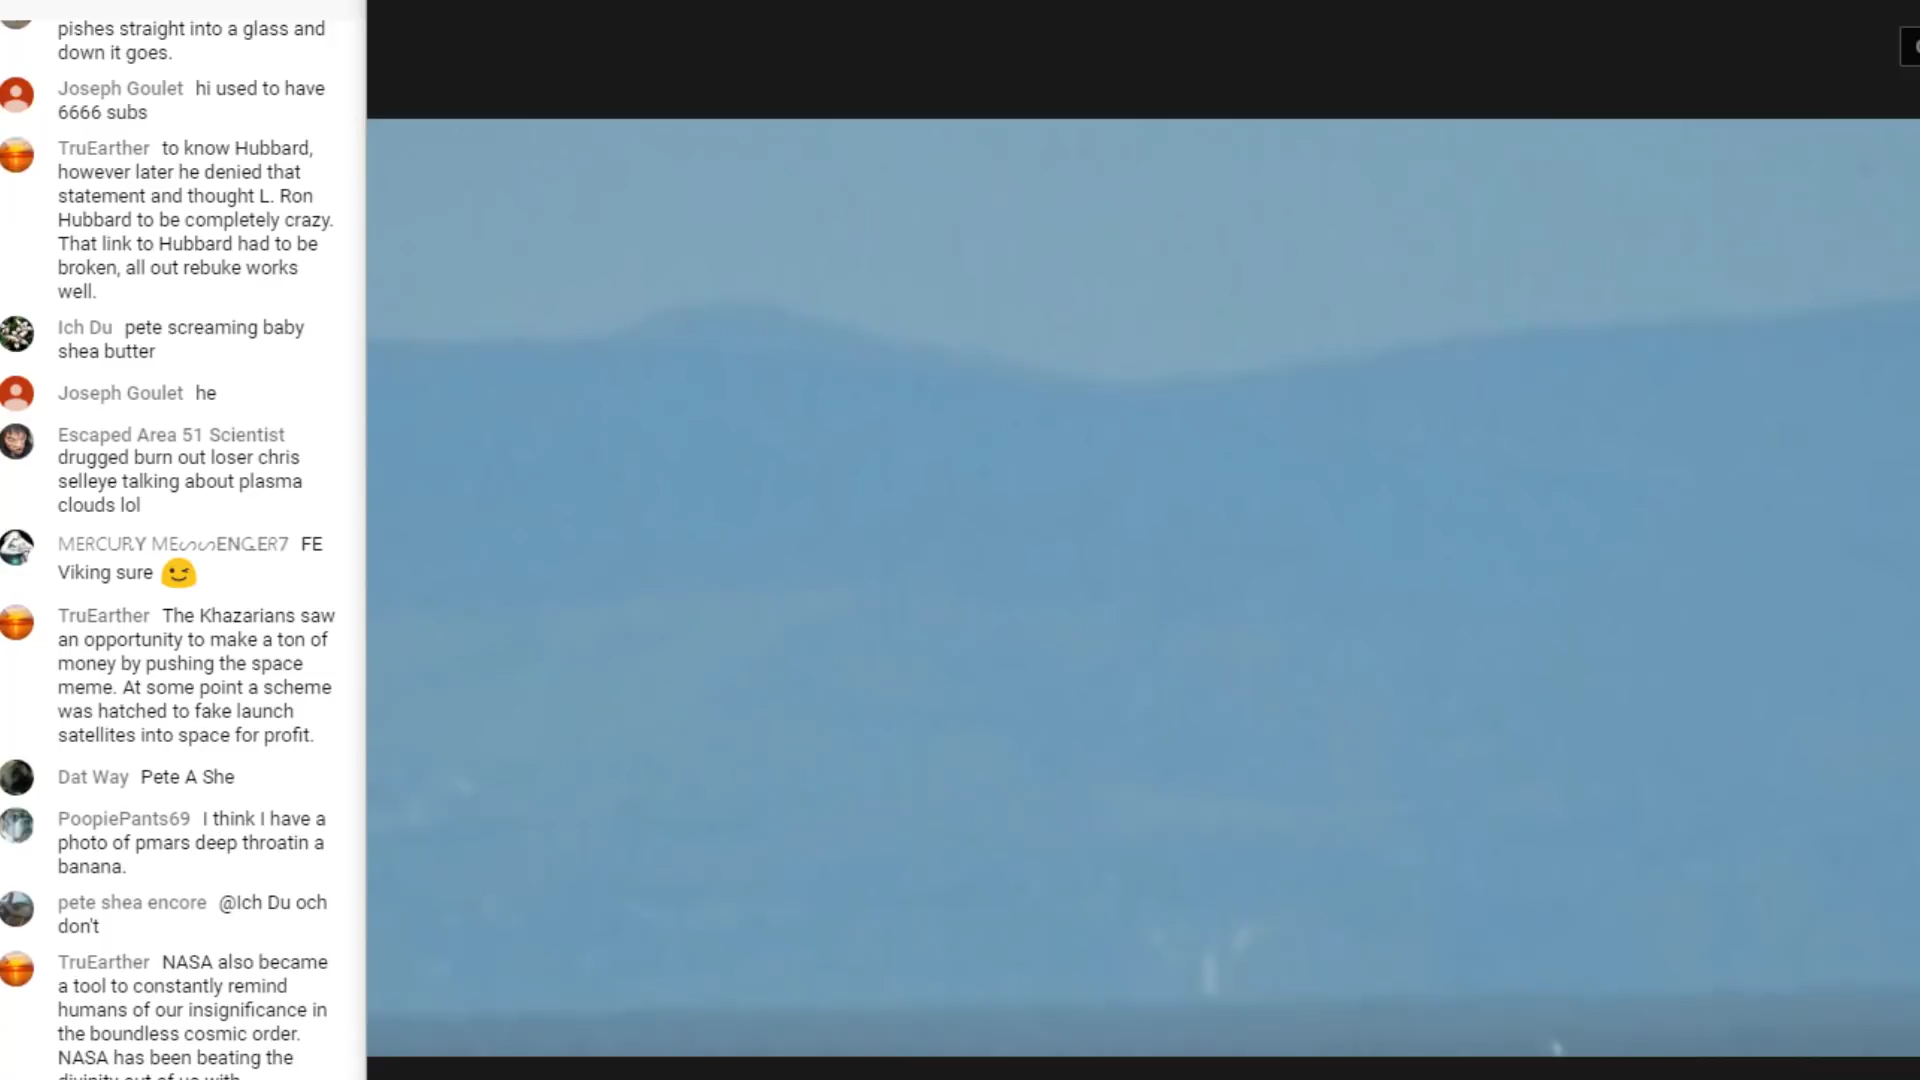 pishes straight into a glass and
down it goes.
Joseph Goulet hi used to have
6666 subs
TruEarther to know Hubbard,
however later he denied that
statement and thought L. Ron
Hubbard to be completely crazy.
That link to Hubbard had to be
broken, all out rebuke works
well.
Ich Du pete screaming baby
shea butter
Joseph Goulet he
Escaped Area 51 Scientist
drugged burn out loser chris
selleye talking about plasma
clouds lol
MERCURY MEᔕᔕENGER7 FE
Viking sure 😉
TruEarther The Khazarians saw
an opportunity to make a ton of
money by pushing the space
meme. At some point a scheme
was hatched to fake launch
satellites into space for profit.
Dat Way Pete A She
PoopiePants69 I think I have a
photo of pmars deep throatin a
banana.
pete shea encore @Ich Du och
don't
TruEarther NASA also became
a tool to constantly remind
humans of our insignificance in
the boundless cosmic order.
NASA has been beating the
divinity out of us with